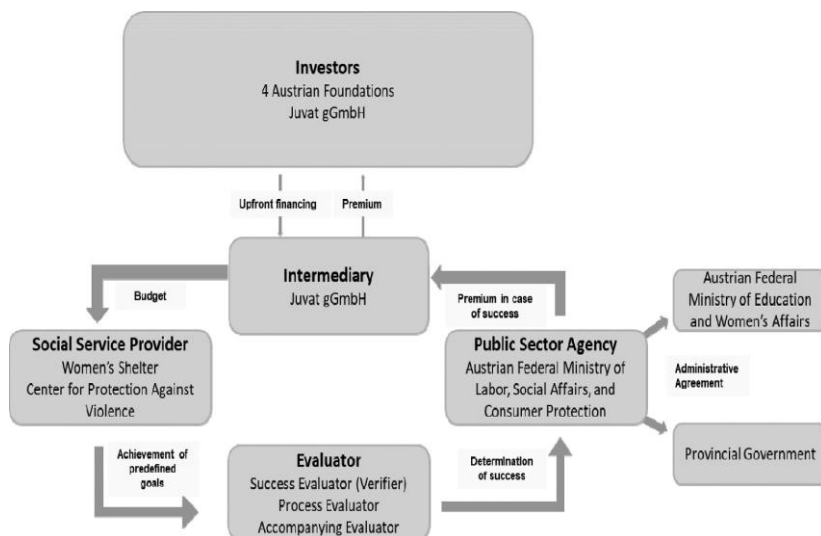 Investors
4 Austrian Foundations
Juvat gGmbH
Upfront financing
Premium
Intermediary
Juvat gGmbH
Budget
Premium in case
of success
Austrian Federal
Ministry of Education
and Women's Affairs
Social Service Provider
Women's Shelter
Center for Protection Against
Violence
Public Sector Agency
Austrian Federal Ministry of
Labor, Social Affairs, and
Consumer Protection
Administrative
Agreement
Achievement of
predefined
goals
Evaluator
Success Evaluator (Verifier)
Process Evaluator
Accompanying Evaluator
Determination
of success
Provincial Government